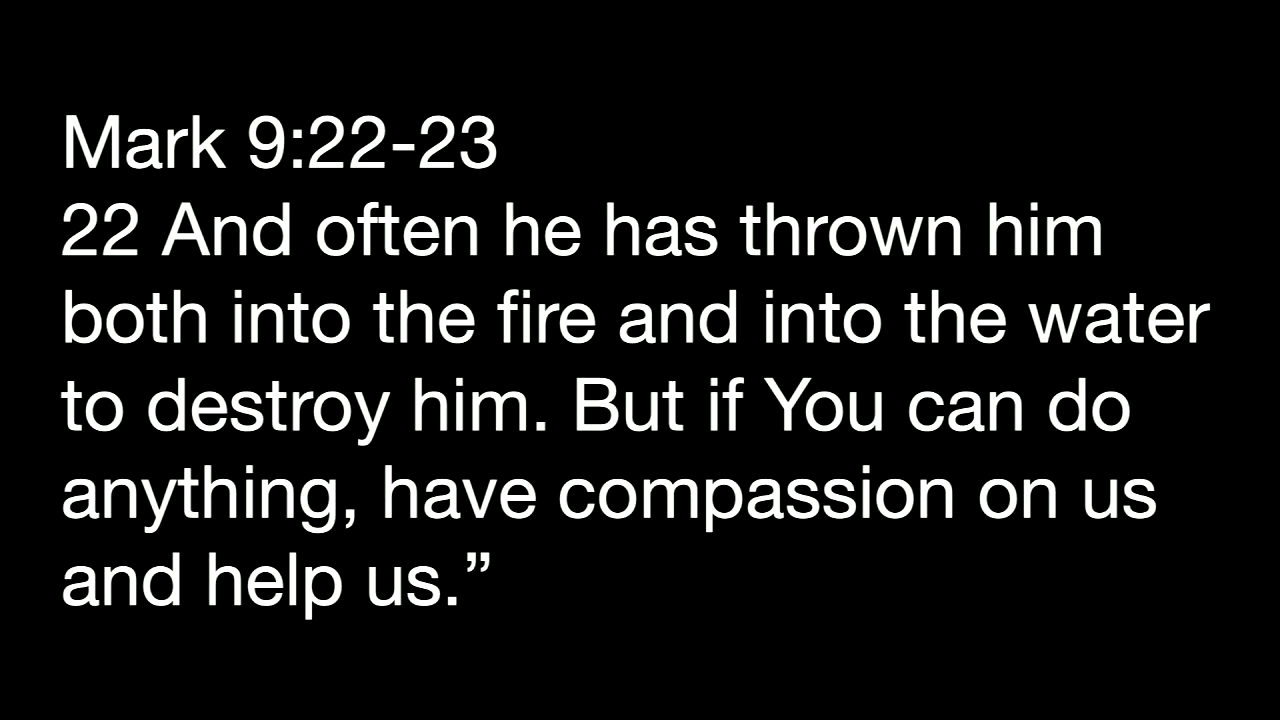 Mark 9:22-23
22 And often he has thrown him
both into the fire and into the water
to destroy him. But if You can do
anything, have compassion on us
and help us.”